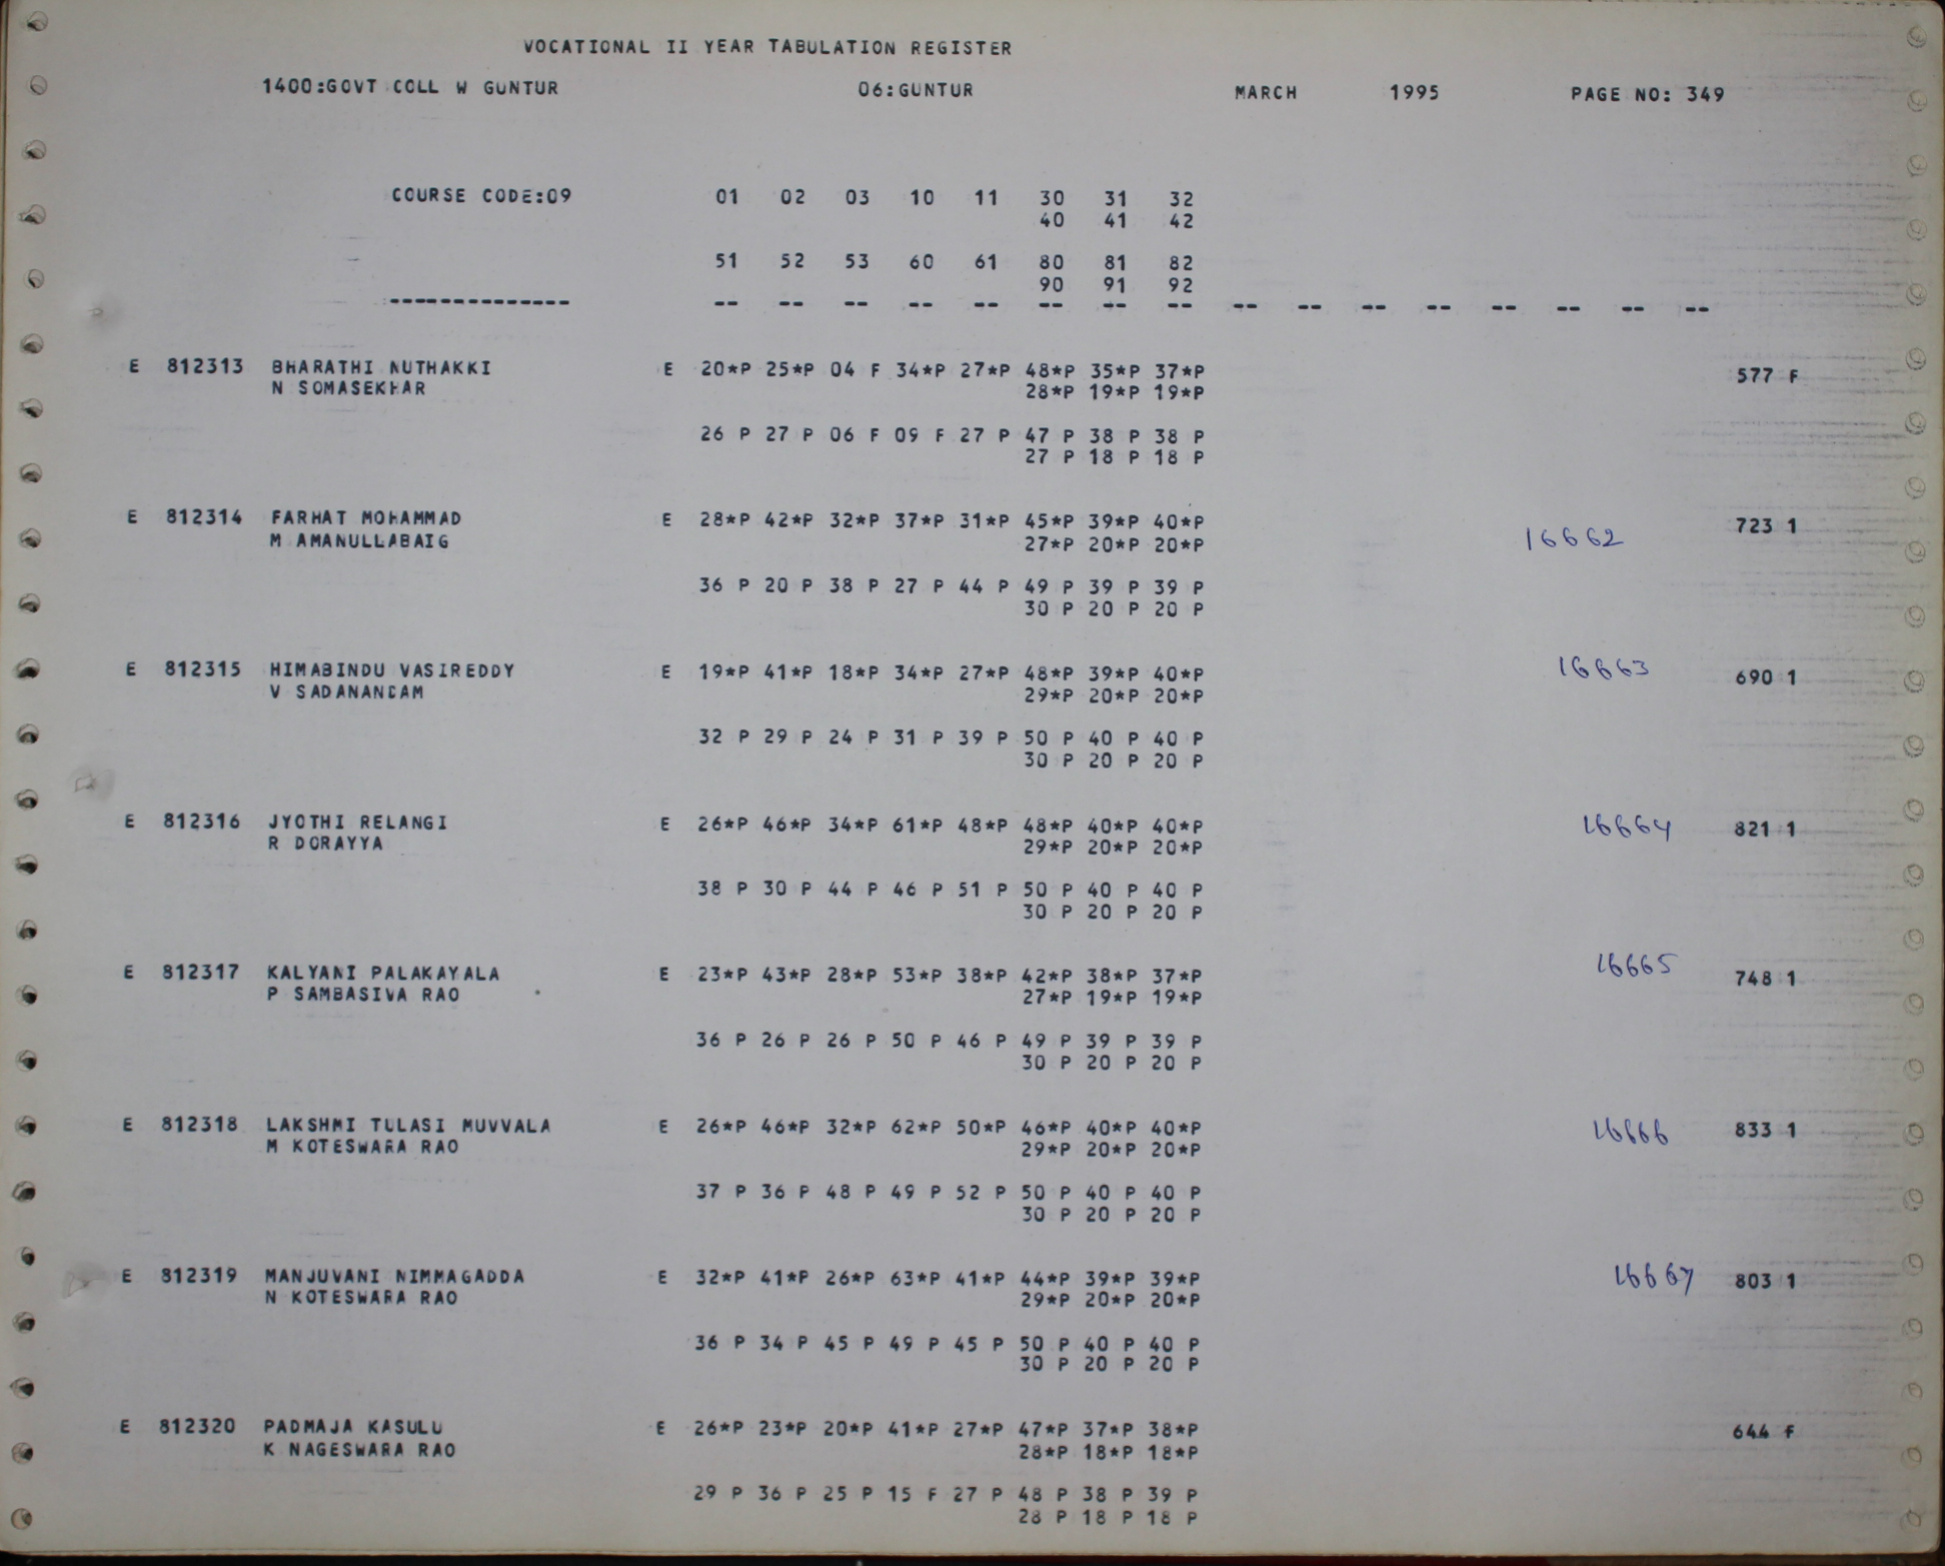 VOCATIONAL II YEAR TABULATION REGISTER
1400:GOVT COLL W GUNTUR 06:GUNTUR MARCH 1995 PAGE NO: 349
COURSE CODE:09 01 02 03 10 11 30 31 32
40 41 42
51 52 53 60 61 80 81 82
90 91 92
-------------- -- -- -- -- -- -- -- -- -- -- -- -- -- -- -- --
E 812313 BHARATHI NUTHAKKI E 20*P 25*P 04 F 34*P 27*P 48*P 35*P 37*P 577 F
N SOMASEKHAR 28*P 19*P 19*P
26 P 27 P 06 F 09 F 27 P 47 P 38 P 38 P
27 P 18 P 18 P
E 812314 FARHAT MOHAMMAD E 28*P 42*P 32*P 37*P 31*P 45*P 39*P 40*P 723 1
M AMANULLABAIG 27*P 20*P 20*P 16662
36 P 20 P 38 P 27 P 44 P 49 P 39 P 39 P
30 P 20 P 20 P
E 812315 HIMABINDU VASIREDDY E 19*P 41*P 18*P 34*P 27*P 48*P 39*P 40*P 16663 690 1
V SADANANDAM 29*P 20*P 20*P
32 P 29 P 24 P 31 P 39 P 50 P 40 P 40 P
30 P 20 P 20 P
E 812316 JYOTHI RELANGI E 26*P 46*P 34*P 61*P 48*P 48*P 40*P 40*P 16664 821 1
R DORAYYA 29*P 20*P 20*P
38 P 30 P 44 P 46 P 51 P 50 P 40 P 40 P
30 P 20 P 20 P
E 812317 KALYANI PALAKAYALA E 23*P 43*P 28*P 53*P 38*P 42*P 38*P 37*P 16665 748 1
P SAMBASIVA RAO 27*P 19*P 19*P
36 P 26 P 26 P 50 P 46 P 49 P 39 P 39 P
30 P 20 P 20 P
E 812318 LAKSHMI TULASI MUVVALA E 26*P 46*P 32*P 62*P 50*P 46*P 40*P 40*P 16666 833 1
M KOTESWARA RAO 29*P 20*P 20*P
37 P 36 P 48 P 49 P 52 P 50 P 40 P 40 P
30 P 20 P 20 P
E 812319 MANJUVANI NIMMAGADDA E 32*P 41*P 26*P 63*P 41*P 44*P 39*P 39*P 16667 803 1
N KOTESWARA RAO 29*P 20*P 20*P
36 P 34 P 45 P 49 P 45 P 50 P 40 P 40 P
30 P 20 P 20 P
E 812320 PADMAJA KASULU E 26*P 23*P 20*P 41*P 27*P 47*P 37*P 38*P 644 F
K NAGESWARA RAO 28*P 18*P 18*P
29 P 36 P 25 P 15 F 27 P 48 P 38 P 39 P
28 P 18 P 18 P